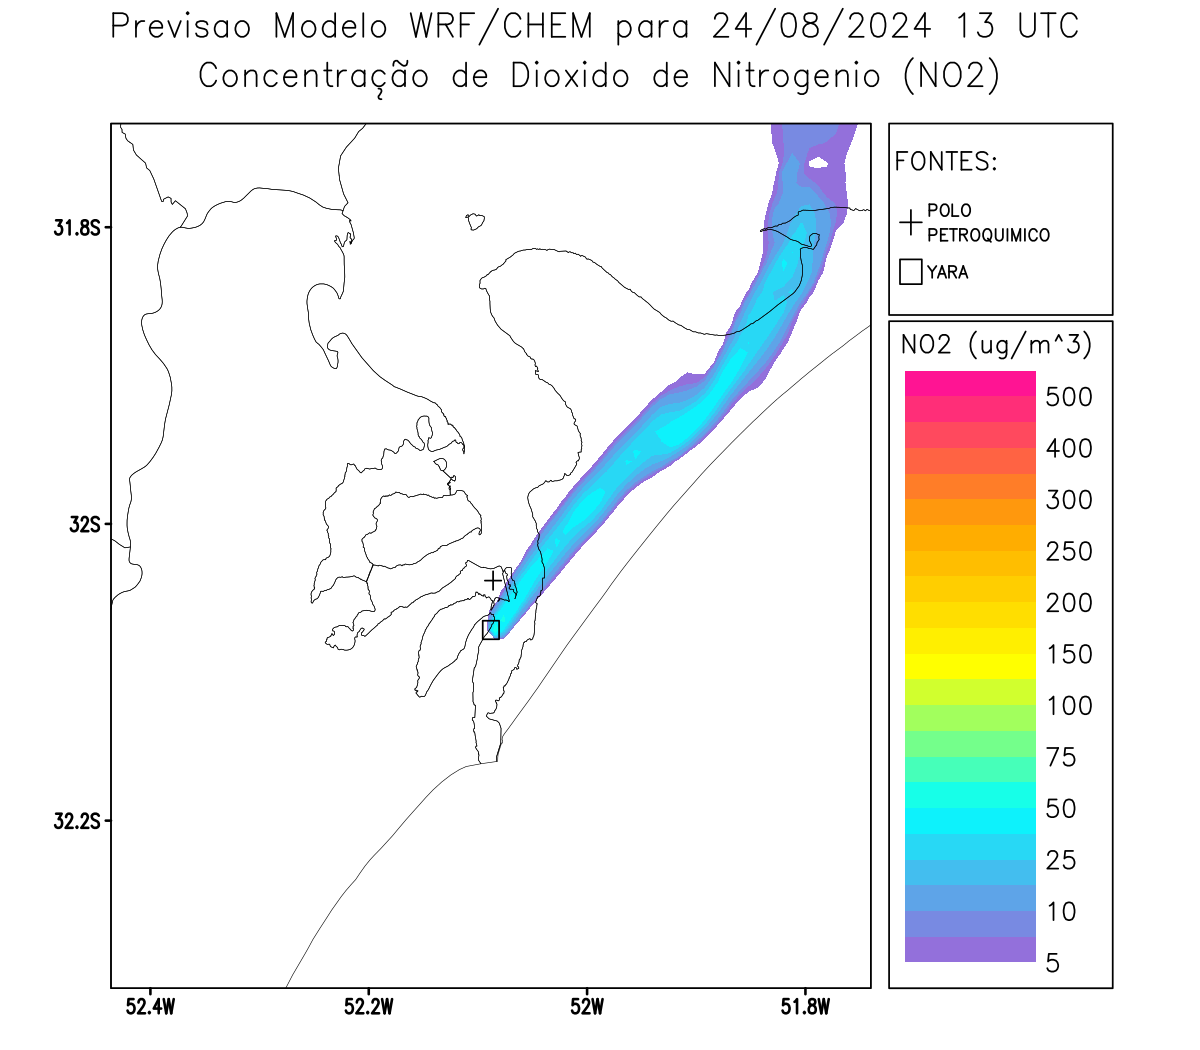 Previsao Modelo WRF/CHEM para 24/08/2024 13 UTC
Concentração de Dioxido de Nitrogenio (NO2)
FONTES:
POLO
PETROQUIMICO
YARA
31.8S
32S
32.2S
52.4W
52.2W
52W
51.8W
NO2 (ug/m^3)
500
400
300
250
200
150
100
75
50
25
10
5